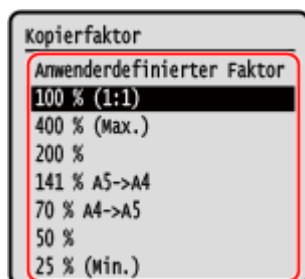 Kopierfaktor
Anwenderdefinierter Faktor
100 % (1:1)
400 % (Max.)
200 %
141 % A5->A4
70 % A4->A5
50 %
25 % (Min.)